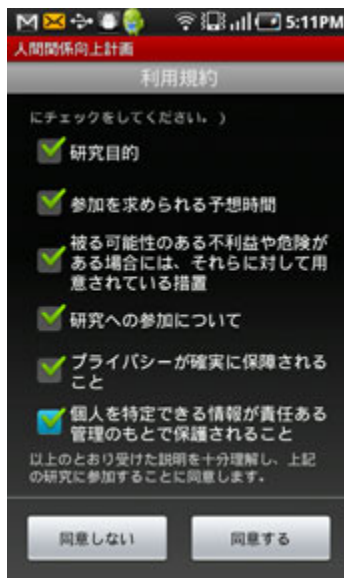 5:11PM
人間関係向上計画
利用規約
にチェックをしてください。)
研究目的
参加を求められる予想時間
被る可能性のある不利益や危険が
ある場合には、それらに対して用
意されている措置
研究への参加について
プライバシーが確実に保障される
こと
個人を特定できる情報が責任ある
管理のもとで保護されること
以上のとおり受けた説明を十分理解し、上記
の研究に参加することに同意します。
同意しない
同意する